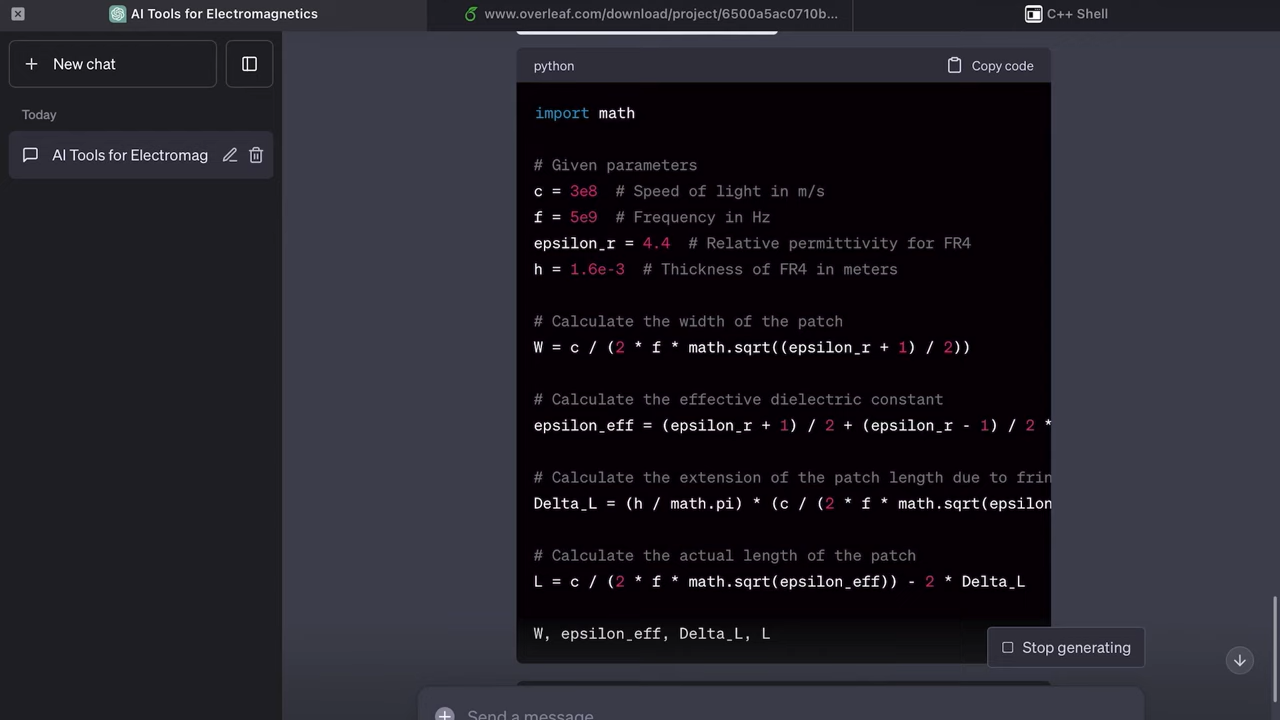 AI Tools for Electromagnetics
www.overleaf.com/download/project/6500a5ac0710b...
C++ Shell
New chat
Today
AI Tools for Electromag
python
Copy code
import math
# Given parameters
c = 3e8 # Speed of light in m/s
f = 5e9 # Frequency in Hz
epsilon_r = 4.4 # Relative permittivity for FR4
h = 1.6e-3 # Thickness of FR4 in meters
# Calculate the width of the patch
W = c / (2 * f * math.sqrt((epsilon_r + 1) / 2))
# Calculate the effective dielectric constant
epsilon_eff = (epsilon_r + 1) / 2 + (epsilon_r - 1) / 2 *
# Calculate the extension of the patch length due to frin
Delta_L = (h / math.pi) * (c / (2 * f * math.sqrt(epsilon
# Calculate the actual length of the patch
L = c / (2 * f * math.sqrt(epsilon_eff)) - 2 * Delta_L
W, epsilon_eff, Delta_L, L
Stop generating
Send a message